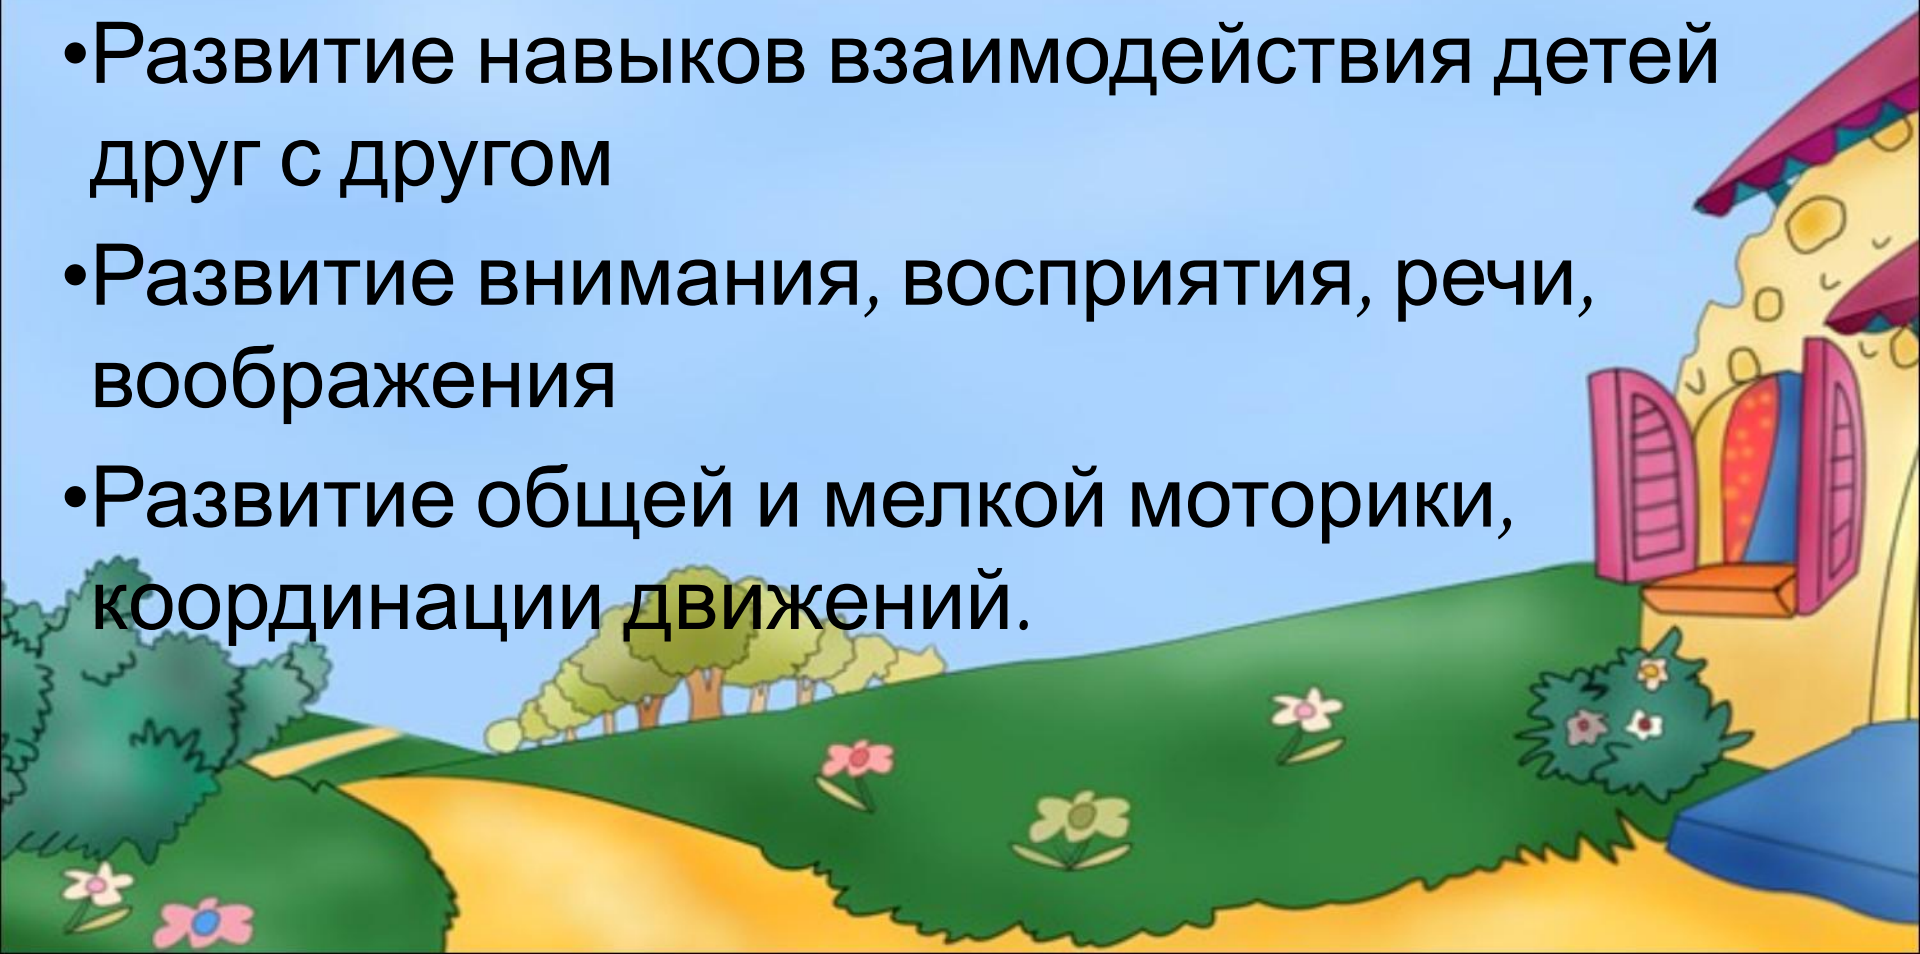 •Развитие навыков взаимодействия детей
друг с другом
•Развитие внимания, восприятия, речи,
воображения
•Развитие общей и мелкой моторики,
координации движений.